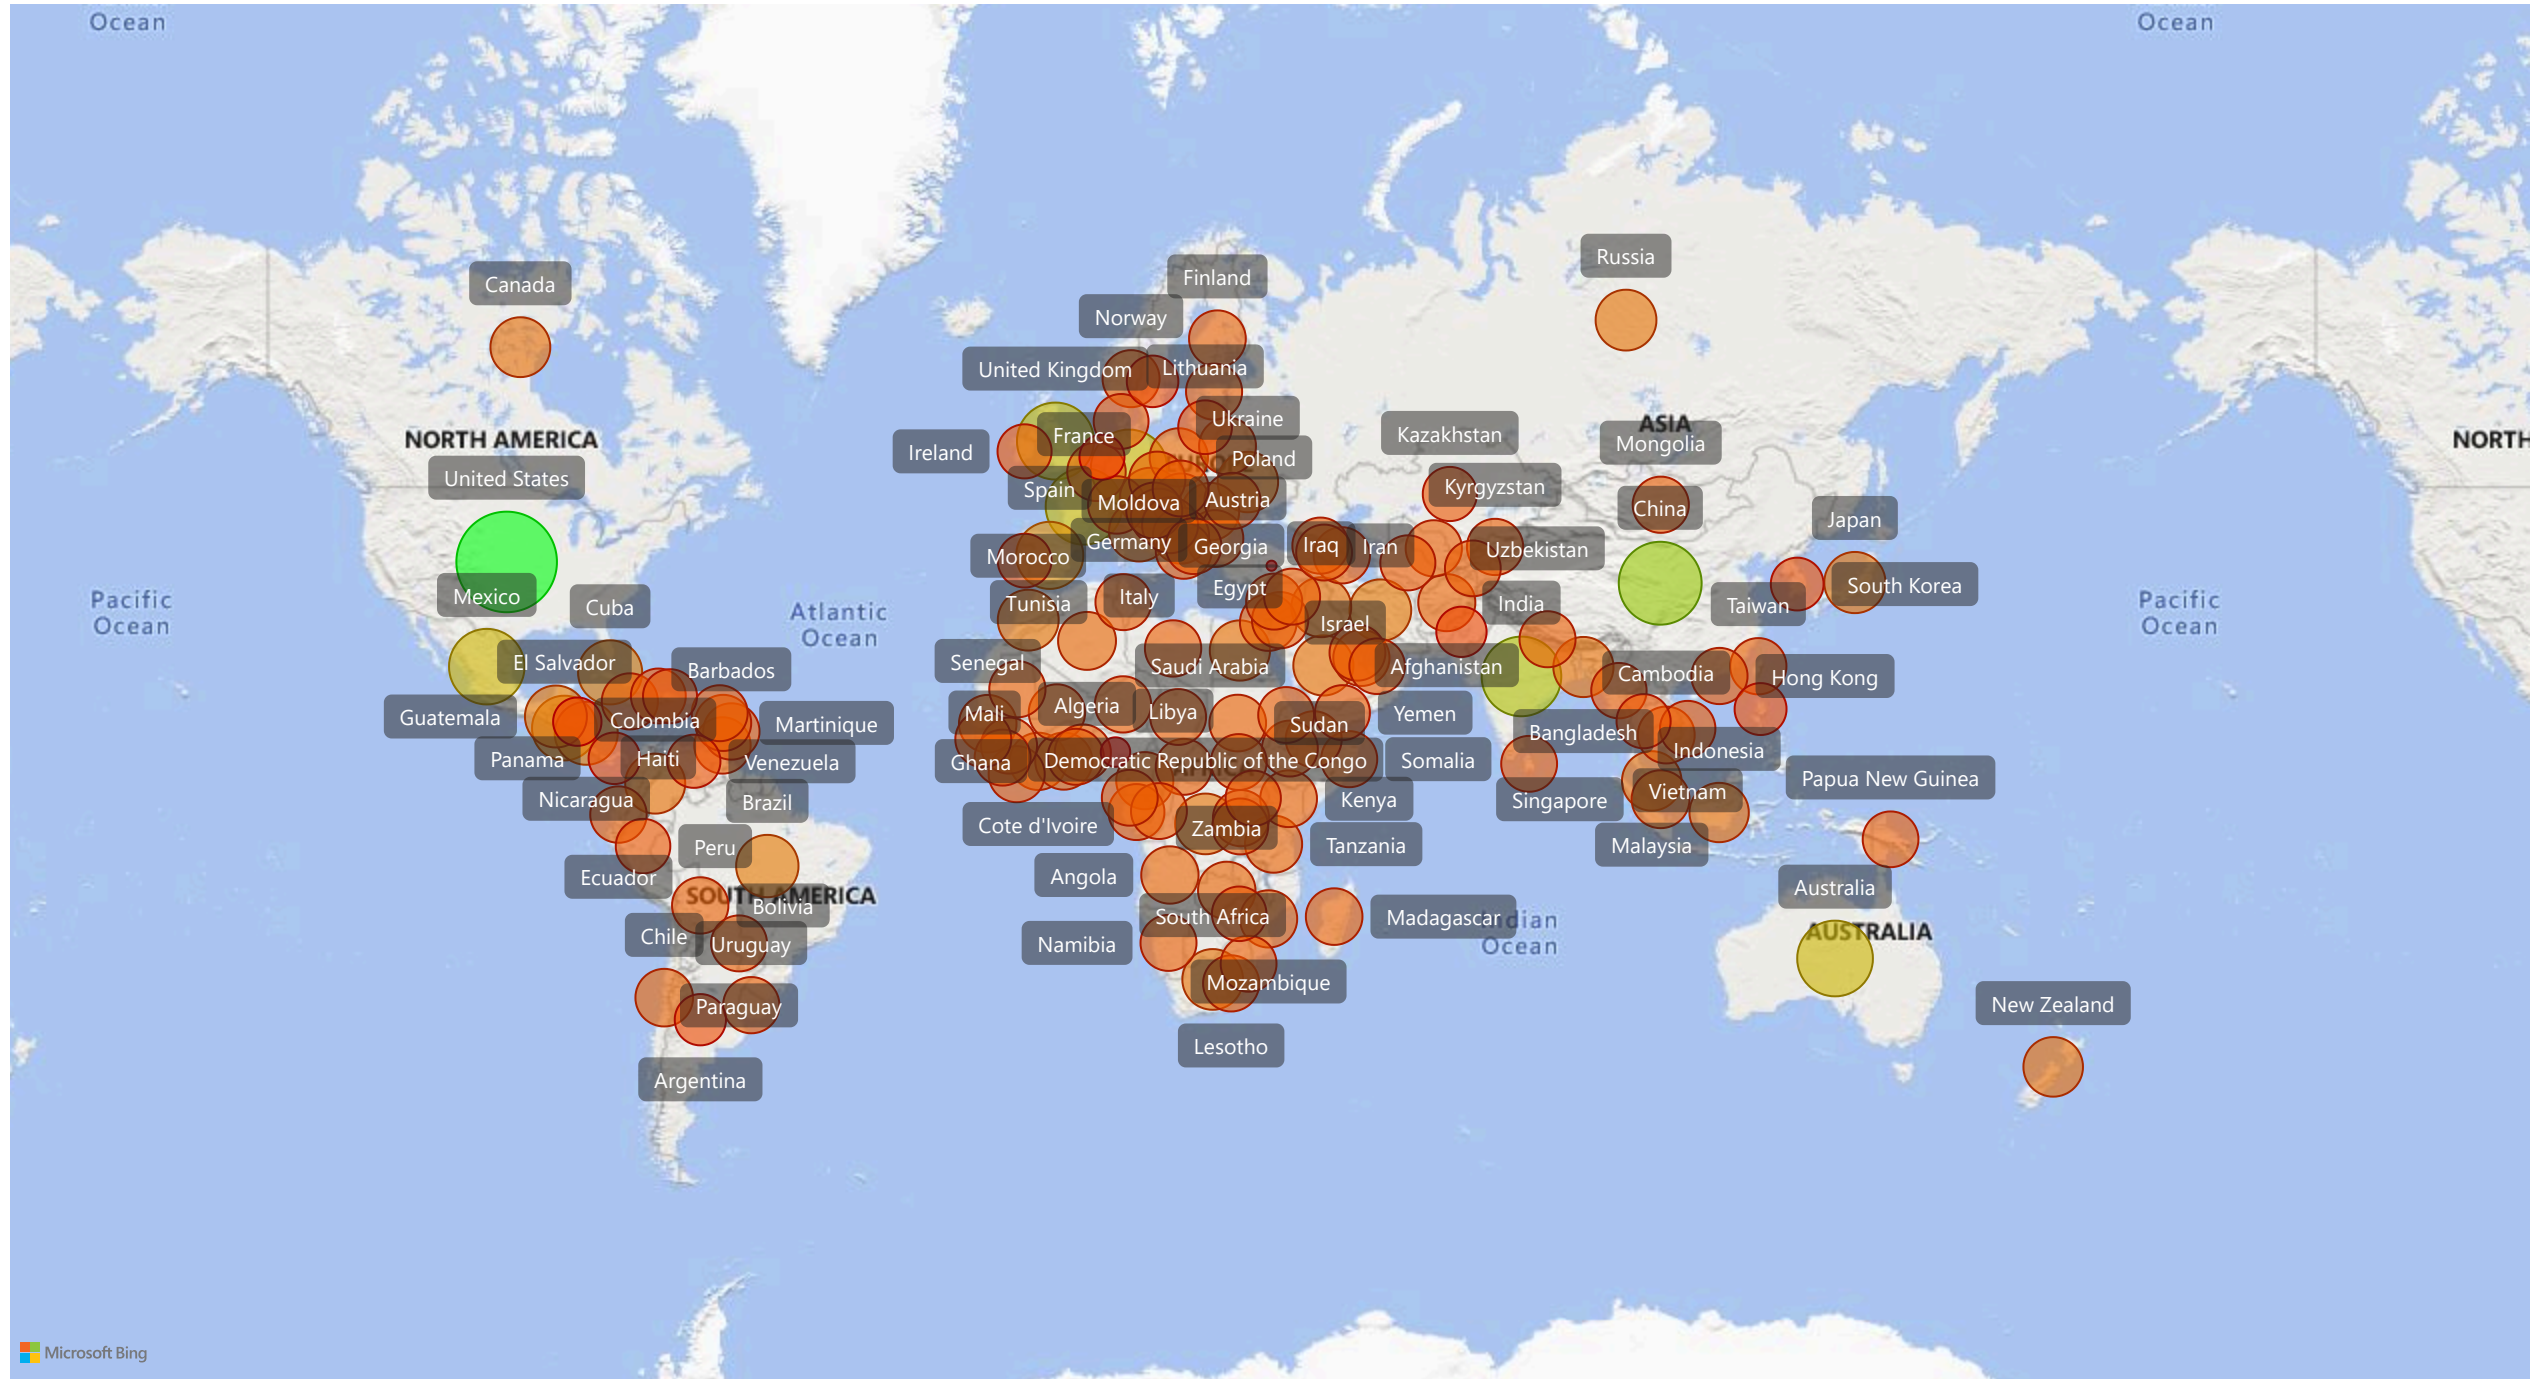 Ocean
Ocean
Russia
Finland
Canada
Norway
United Kingdom
Lithuania
Ukraine
ASIA
Kazakhstan
France
NORTH AMERICA
NORTH
Mongolia
Ireland
Poland
United States
Kyrgyzstan
Spain
Austria
Moldova
China
Japan
Germany
Georgia
Iraq
Iran
Uzbekistan
Morocco
South Korea
Egypt
Mexico
Italy
Pacific
Ocean
Cuba
Tunisia
India
Taiwan
Pacific
Ocean
Atlantic
Ocean
Israel
El Salvador
Senegal
Barbados
Saudi Arabia
Afghanistan
Cambodia
Hong Kong
Algeria
Libya
Mali
Yemen
Guatemala
Colombia
Martinique
Sudan
Bangladesh
Indonesia
Panama
Haiti
Venezuela
Ghana
Democratic Republic of the Congo
Somalia
Papua New Guinea
Vietnam
Nicaragua
Brazil
Kenya
Singapore
Cote d'Ivoire
Zambia
Tanzania
Malaysia
Peru
Ecuador
Angola
Australia
SOUTH AMERICA
Bolivia
South Africa
Madagascar
Indian
Ocean
AUSTRALIA
Chile
Uruguay
Namibia
Mozambique
Paraguay
New Zealand
Lesotho
Argentina
Microsoft Bing